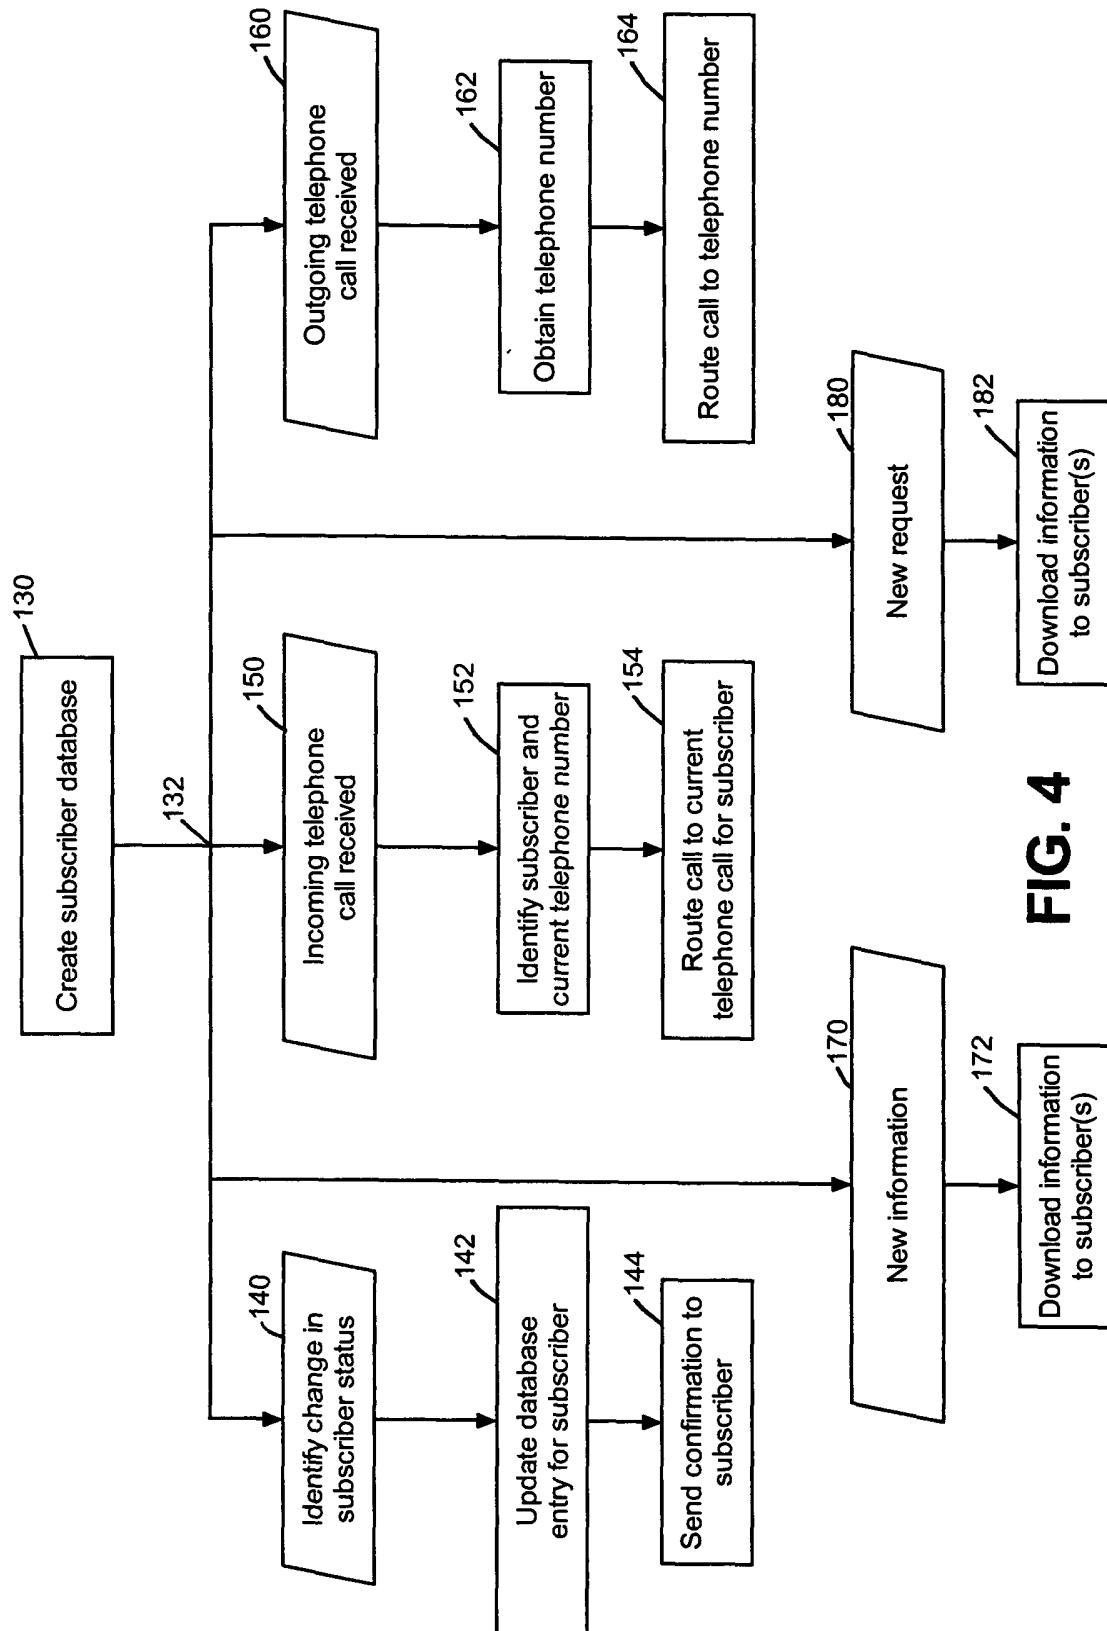 130
Create subscriber database
132
140
Identify change in
subscriber status
142
Update database
entry for subscriber
144
Send confirmation to
subscriber
150
Incoming telephone
call received
152
Identify subscriber and
current telephone number
154
Route call to current
telephone call for subscriber
160
Outgoing telephone
call received
162
Obtain telephone number
164
Route call to telephone number
170
New information
172
Download information
to subscriber(s)
180
New request
182
Download information
to subscriber(s)
FIG. 4